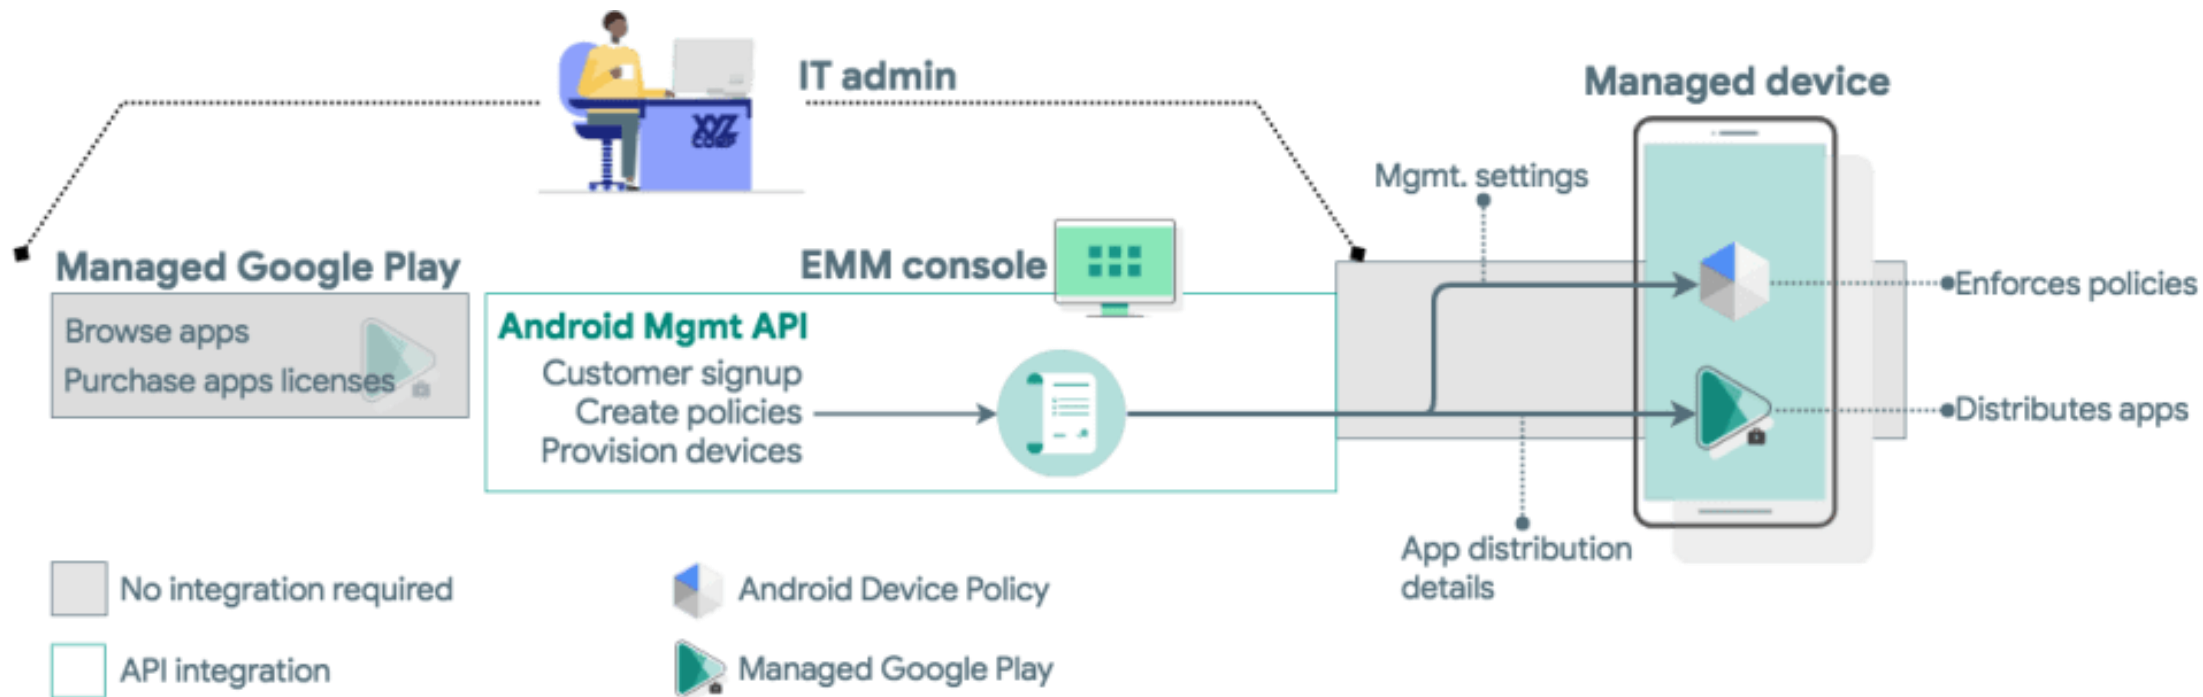 IT admin
XYZ
CORP
Managed device
Mgmt. settings
Managed Google Play
Browse apps
Purchase apps licenses
EMM console
Android Mgmt API
Customer signup
Create policies
Provision devices
Enforces policies
Distributes apps
App distribution
details
No integration required
API integration
Android Device Policy
Managed Google Play